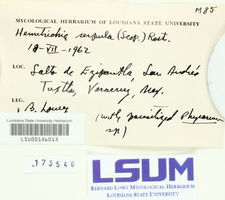 M85
MYCOLOGICAL HERBARIUM OF LOUISIANA STATE UNIVERSITY
Hemitrichia serpula (Scop.) Rost.
18-VII-1962
LOC. Salto de Eyipantla, San Andrés
Tuxtla, Veracruz, Mex.
LEG.
& B. Lowy
(with parasitized Physarum
sp.)
Louisiana State University Herbarium
173546
LSUM
BERNARD LOWY MYCOLOGICAL HERBARIUM
LOUISIANA STATE UNIVERSITY